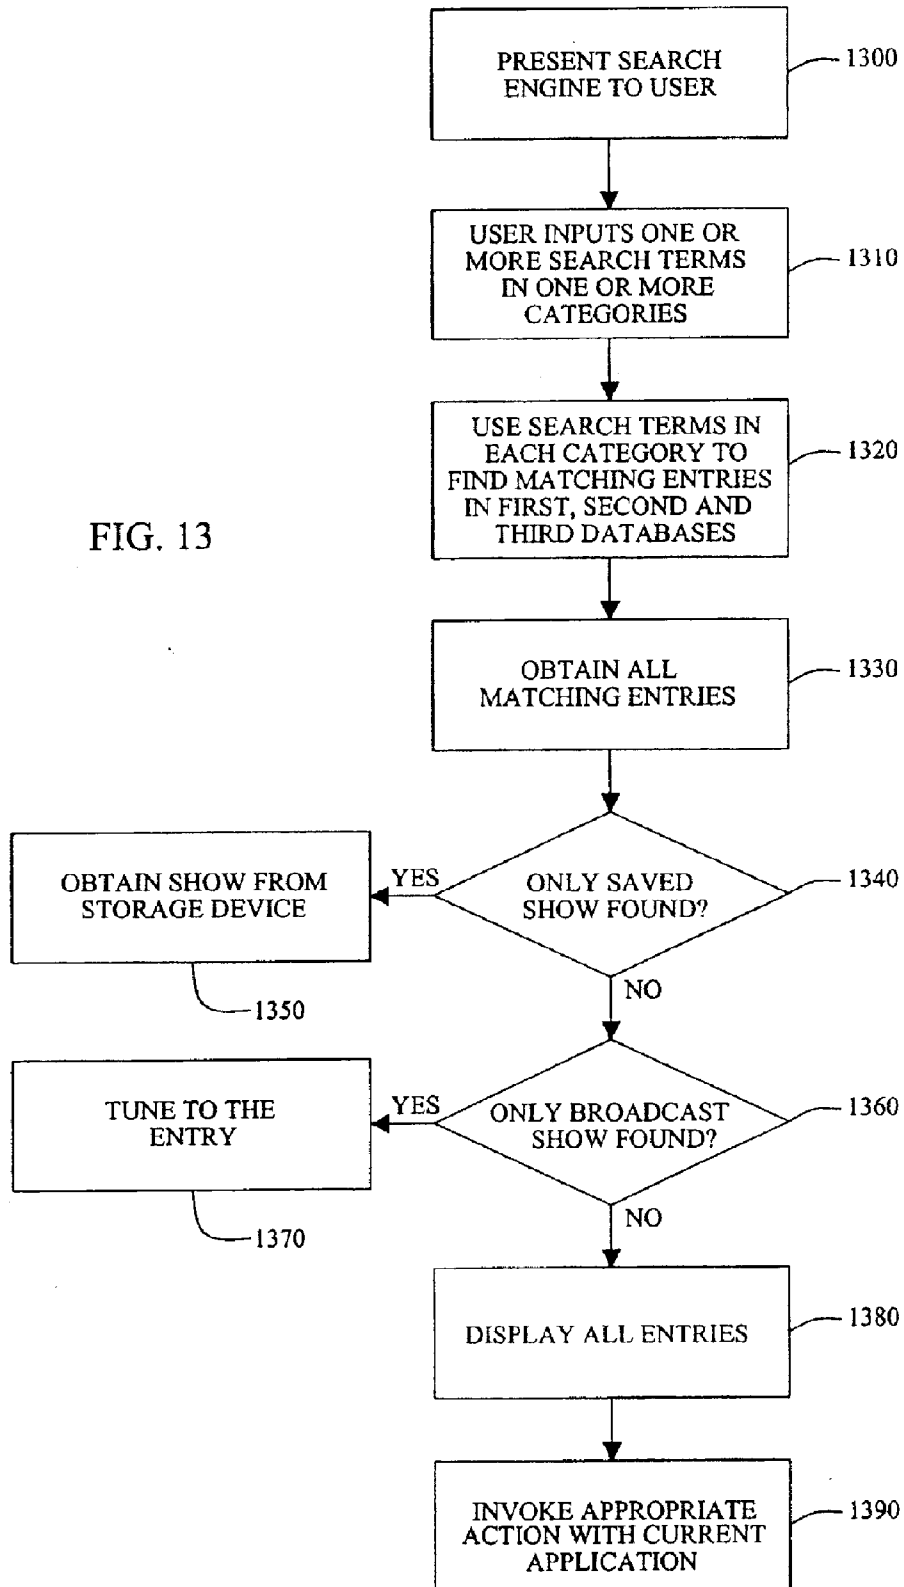 PRESENT SEARCH
ENGINE TO USER
1300
USER INPUTS ONE OR
MORE SEARCH TERMS
IN ONE OR MORE
CATEGORIES
1310
USE SEARCH TERMS IN
EACH CATEGORY TO
FIND MATCHING ENTRIES
IN FIRST, SECOND AND
THIRD DATABASES
1320
FIG. 13
OBTAIN ALL
MATCHING ENTRIES
1330
ONLY SAVED
SHOW FOUND?
1340
YES
OBTAIN SHOW FROM
STORAGE DEVICE
1350
NO
ONLY BROADCAST
SHOW FOUND?
1360
YES
TUNE TO THE
ENTRY
1370
NO
DISPLAY ALL ENTRIES
1380
INVOKE APPROPRIATE
ACTION WITH CURRENT
APPLICATION
1390